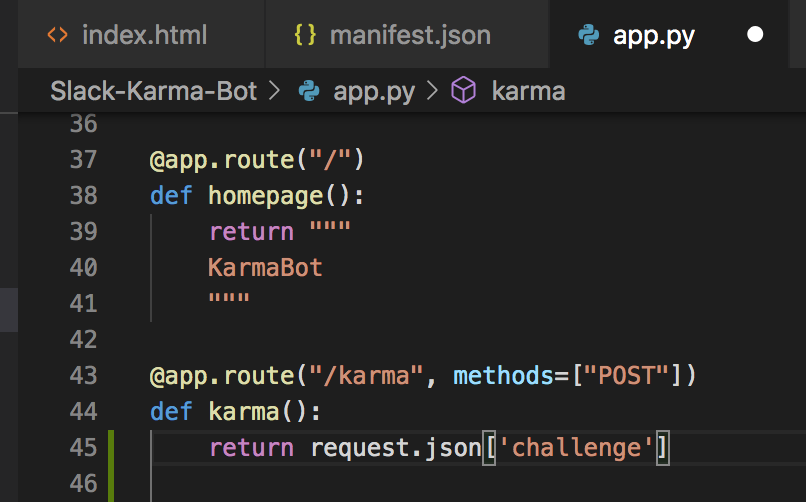 <> index.html {} manifest.json app.py
Slack-Karma-Bot > app.py > karma
36
37 @app.route("/")
38 def homepage():
39     return """
40     KarmaBot
41     """
42
43 @app.route("/karma", methods=["POST"])
44 def karma():
45     return request.json['challenge']
46